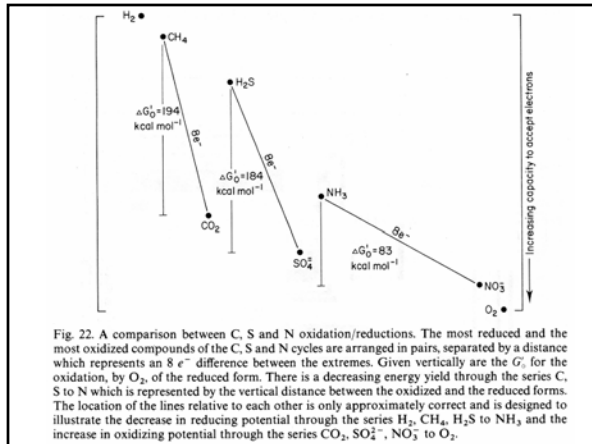 H₂
CH₄
H₂S
ΔG₀'=194
kcal mol⁻¹
8e⁻
8e⁻
ΔG₀'=184
kcal mol⁻¹
NH₃
CO₂
8e⁻
SO₄²⁻
ΔG₀'=83
kcal mol⁻¹
NO₃⁻
O₂
Increasing capacity to accept electrons
Fig. 22. A comparison between C, S and N oxidation/reductions. The most reduced and the
most oxidized compounds of the C, S and N cycles are arranged in pairs, separated by a distance
which represents an 8 e⁻ difference between the extremes. Given vertically are the G₀' for the
oxidation, by O₂, of the reduced form. There is a decreasing energy yield through the series C,
S to N which is represented by the vertical distance between the oxidized and the reduced forms.
The location of the lines relative to each other is only approximately correct and is designed to
illustrate the decrease in reducing potential through the series H₂, CH₄, H₂S to NH₃ and the
increase in oxidizing potential through the series CO₂, SO₄²⁻, NO₃⁻ to O₂.